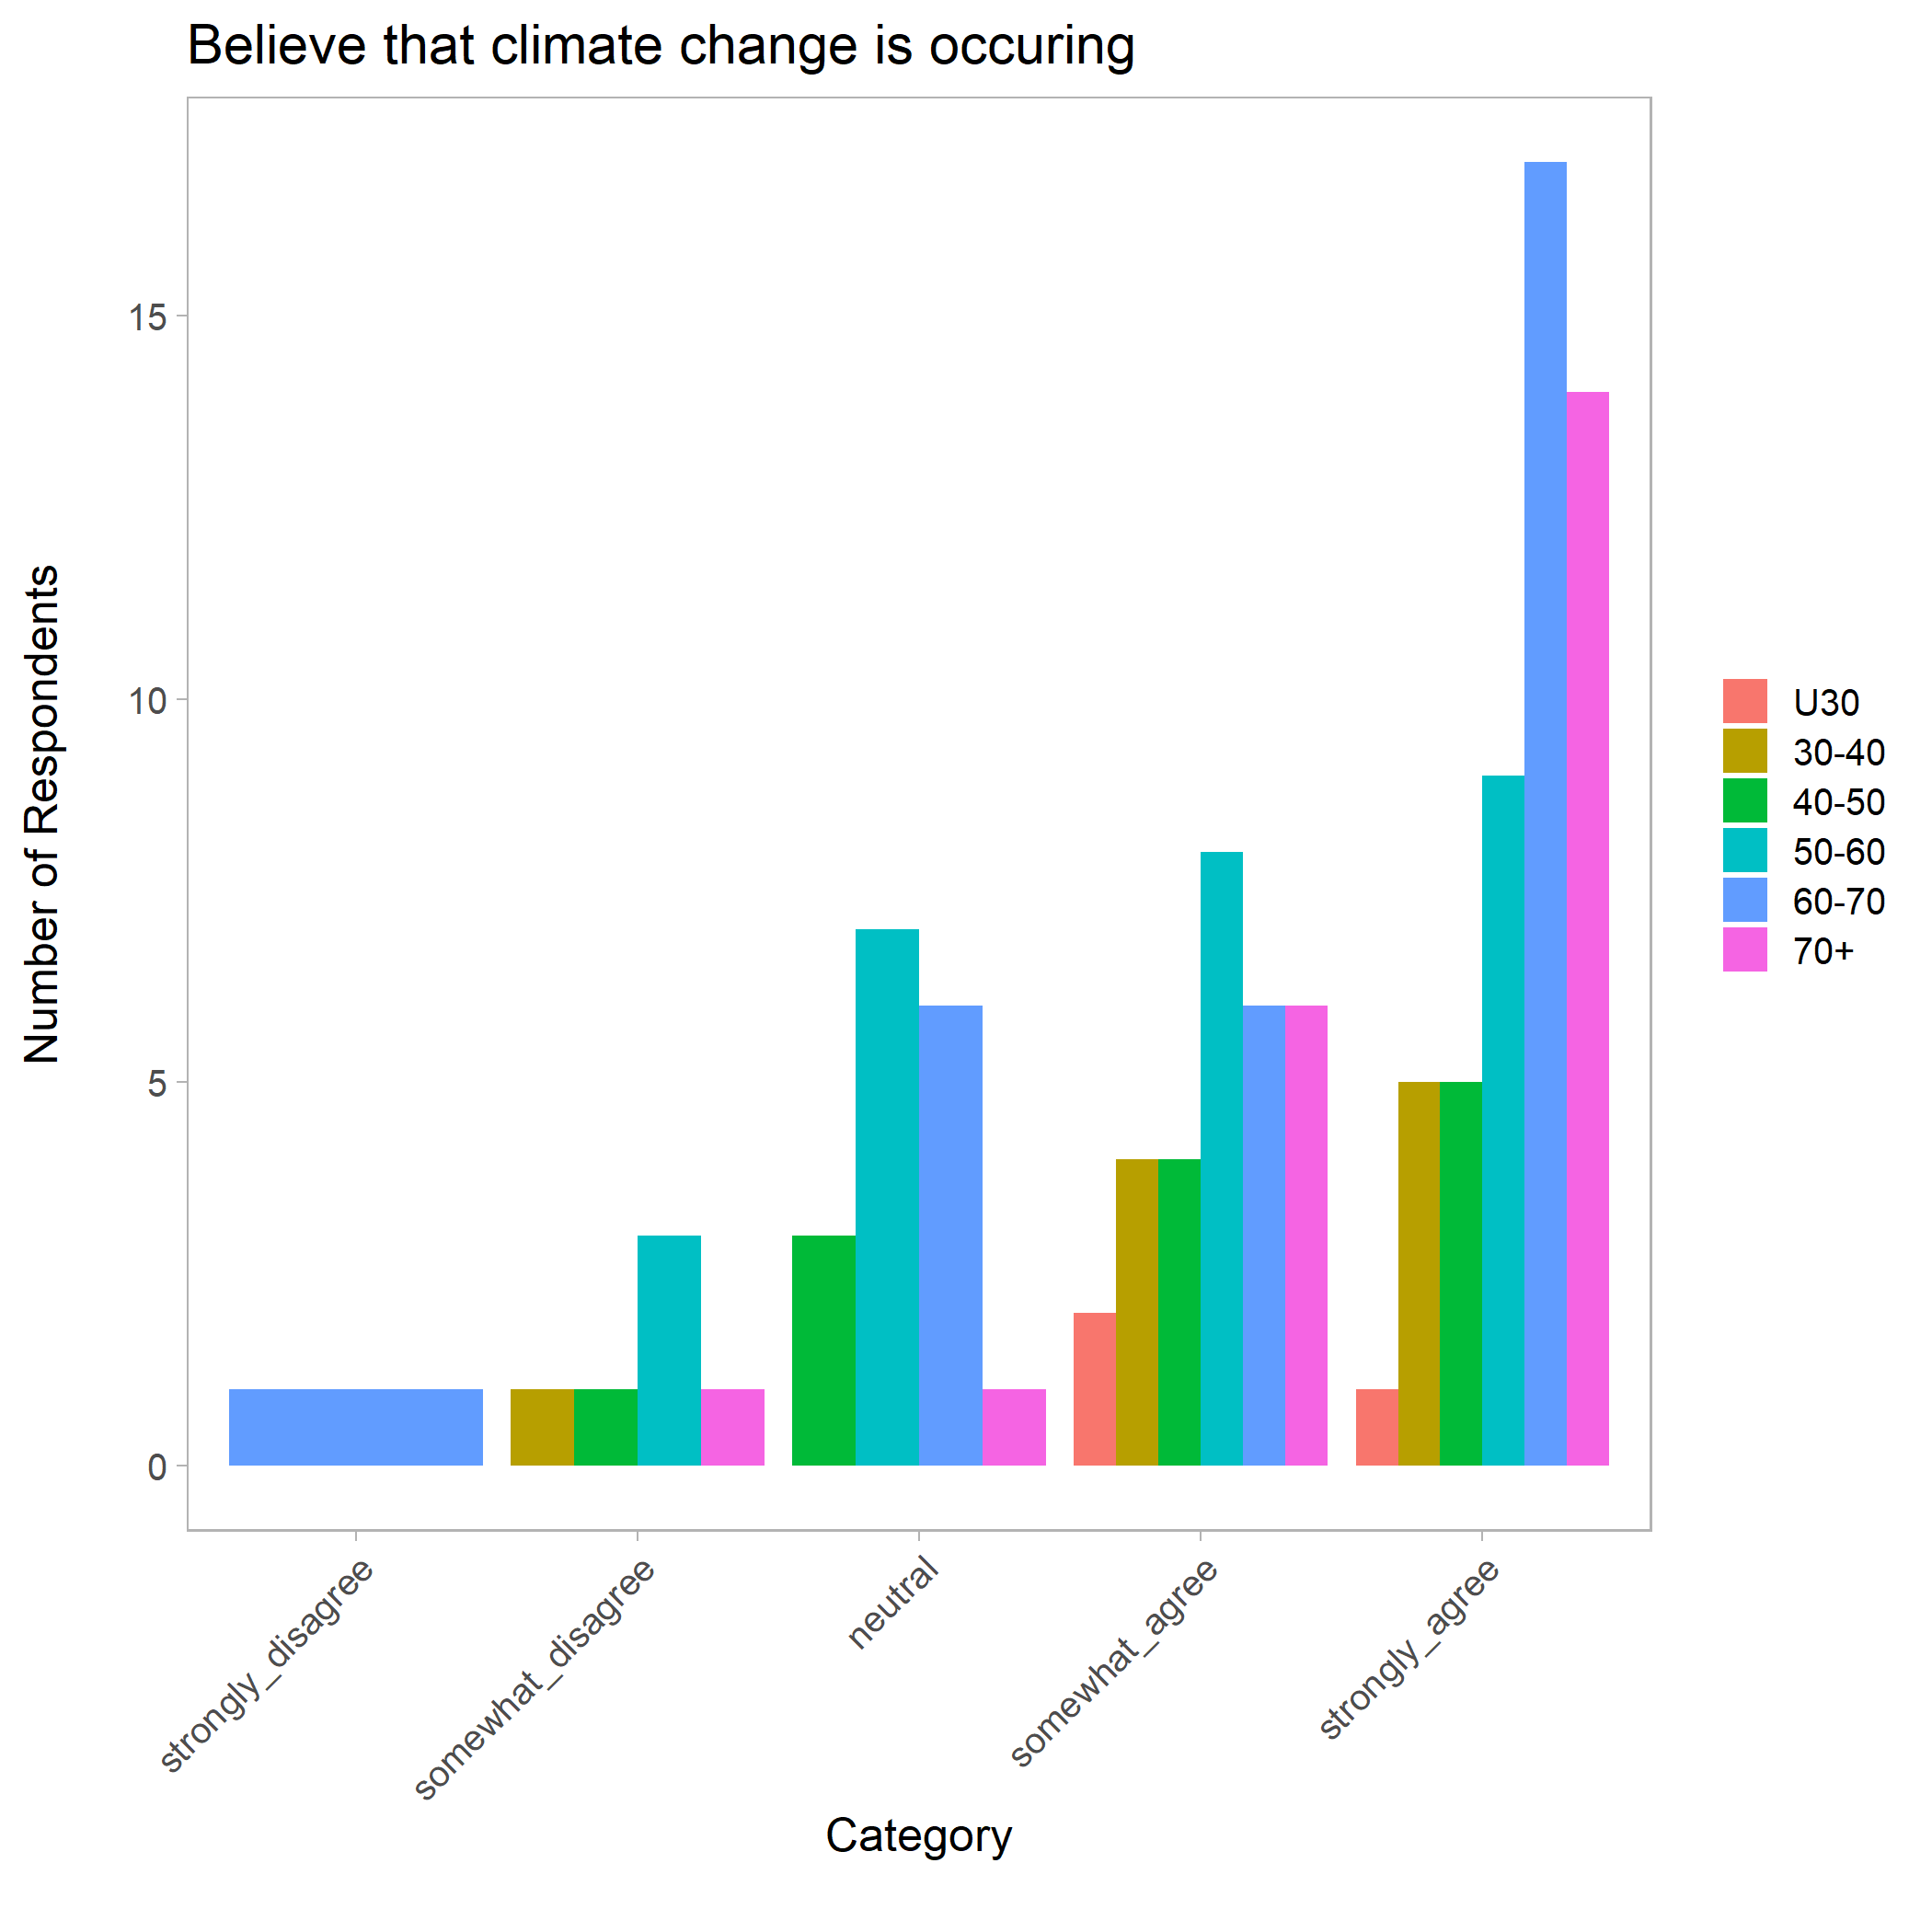 Believe that climate change is occuring
Number of Respondents
15
10
5
0
strongly_disagree
somewhat_disagree
neutral
somewhat_agree
strongly_agree
Category
U30
30-40
40-50
50-60
60-70
70+